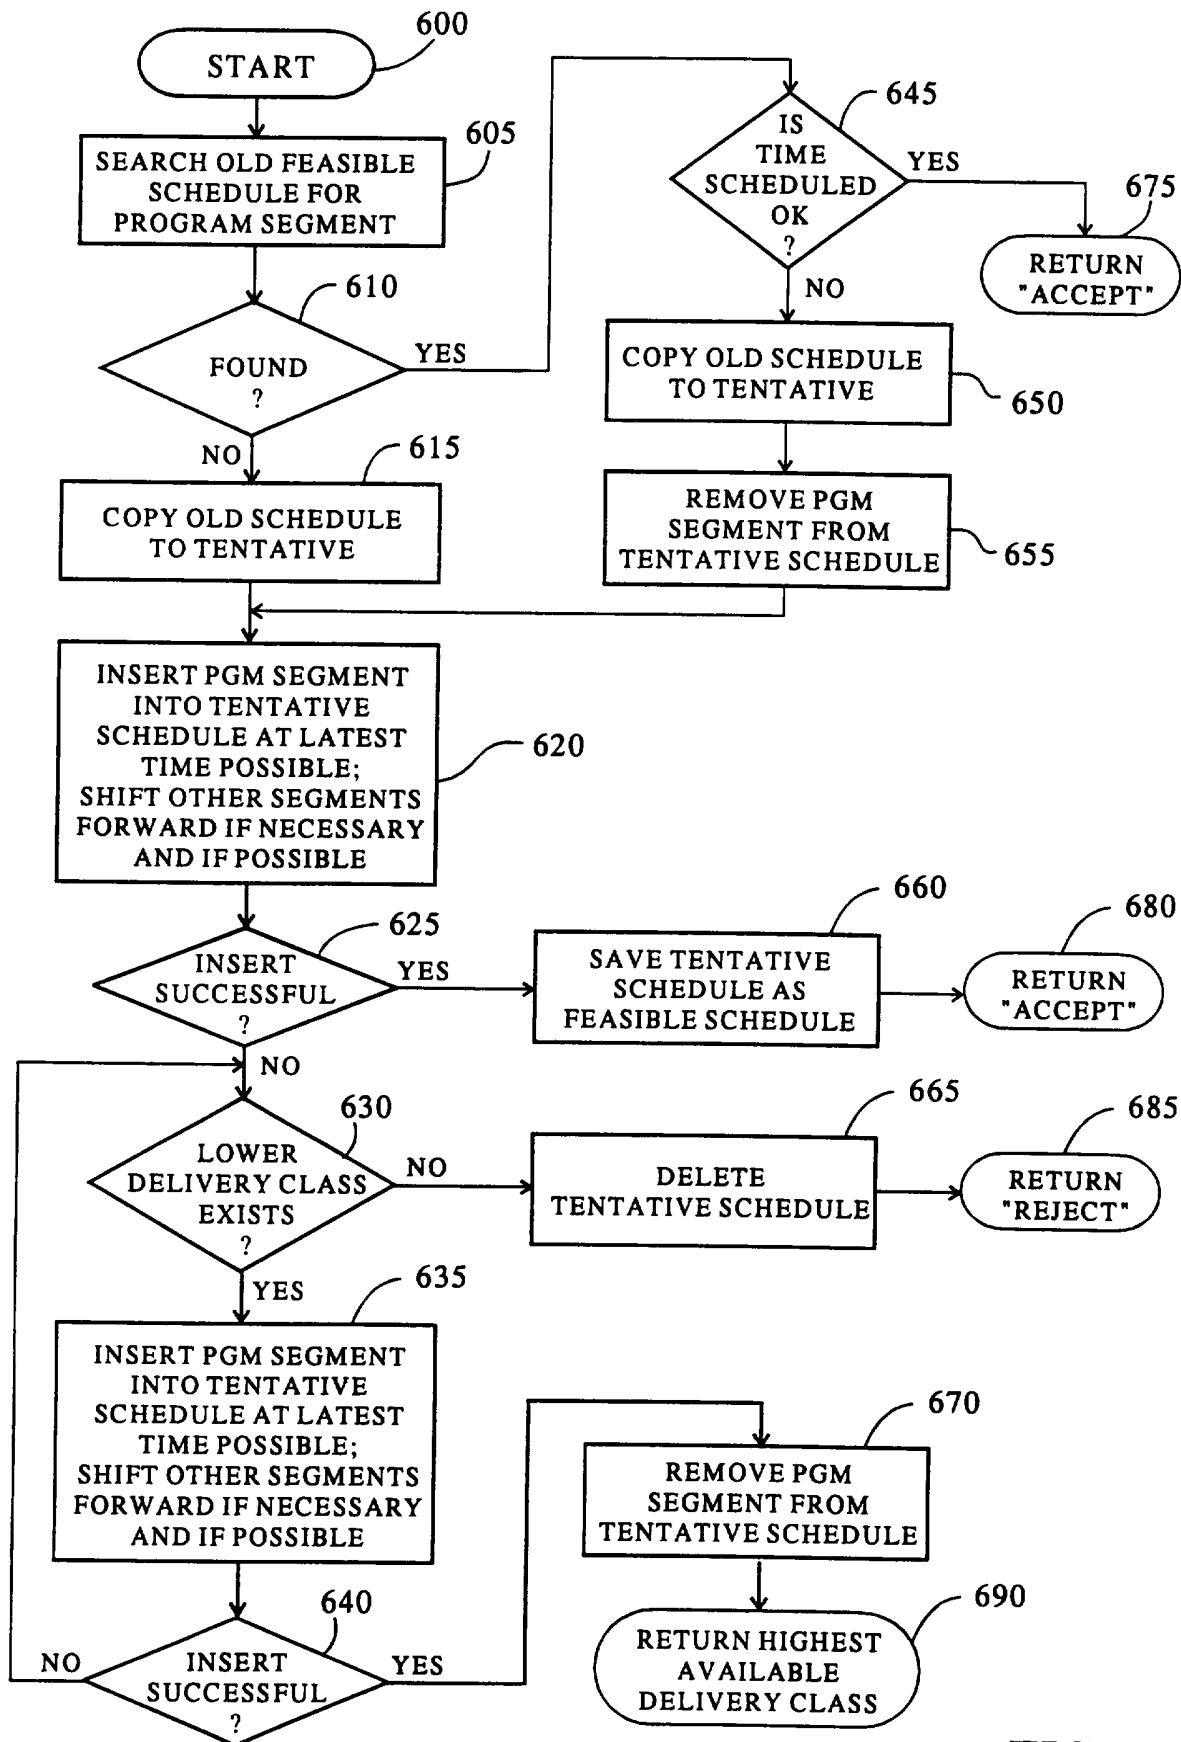 600
START
605
SEARCH OLD FEASIBLE
SCHEDULE FOR
PROGRAM SEGMENT
610
FOUND
?
YES
NO
615
COPY OLD SCHEDULE
TO TENTATIVE
645
IS
TIME
SCHEDULED
OK
?
YES
675
RETURN
"ACCEPT"
NO
COPY OLD SCHEDULE
TO TENTATIVE
650
REMOVE PGM
SEGMENT FROM
TENTATIVE SCHEDULE
655
INSERT PGM SEGMENT
INTO TENTATIVE
SCHEDULE AT LATEST
TIME POSSIBLE;
SHIFT OTHER SEGMENTS
FORWARD IF NECESSARY
AND IF POSSIBLE
620
625
INSERT
SUCCESSFUL
?
YES
660
SAVE TENTATIVE
SCHEDULE AS
FEASIBLE SCHEDULE
680
RETURN
"ACCEPT"
NO
630
LOWER
DELIVERY CLASS
EXISTS
?
NO
665
DELETE
TENTATIVE SCHEDULE
685
RETURN
"REJECT"
YES
635
INSERT PGM SEGMENT
INTO TENTATIVE
SCHEDULE AT LATEST
TIME POSSIBLE;
SHIFT OTHER SEGMENTS
FORWARD IF NECESSARY
AND IF POSSIBLE
640
INSERT
SUCCESSFUL
?
NO
YES
670
REMOVE PGM
SEGMENT FROM
TENTATIVE SCHEDULE
690
RETURN HIGHEST
AVAILABLE
DELIVERY CLASS